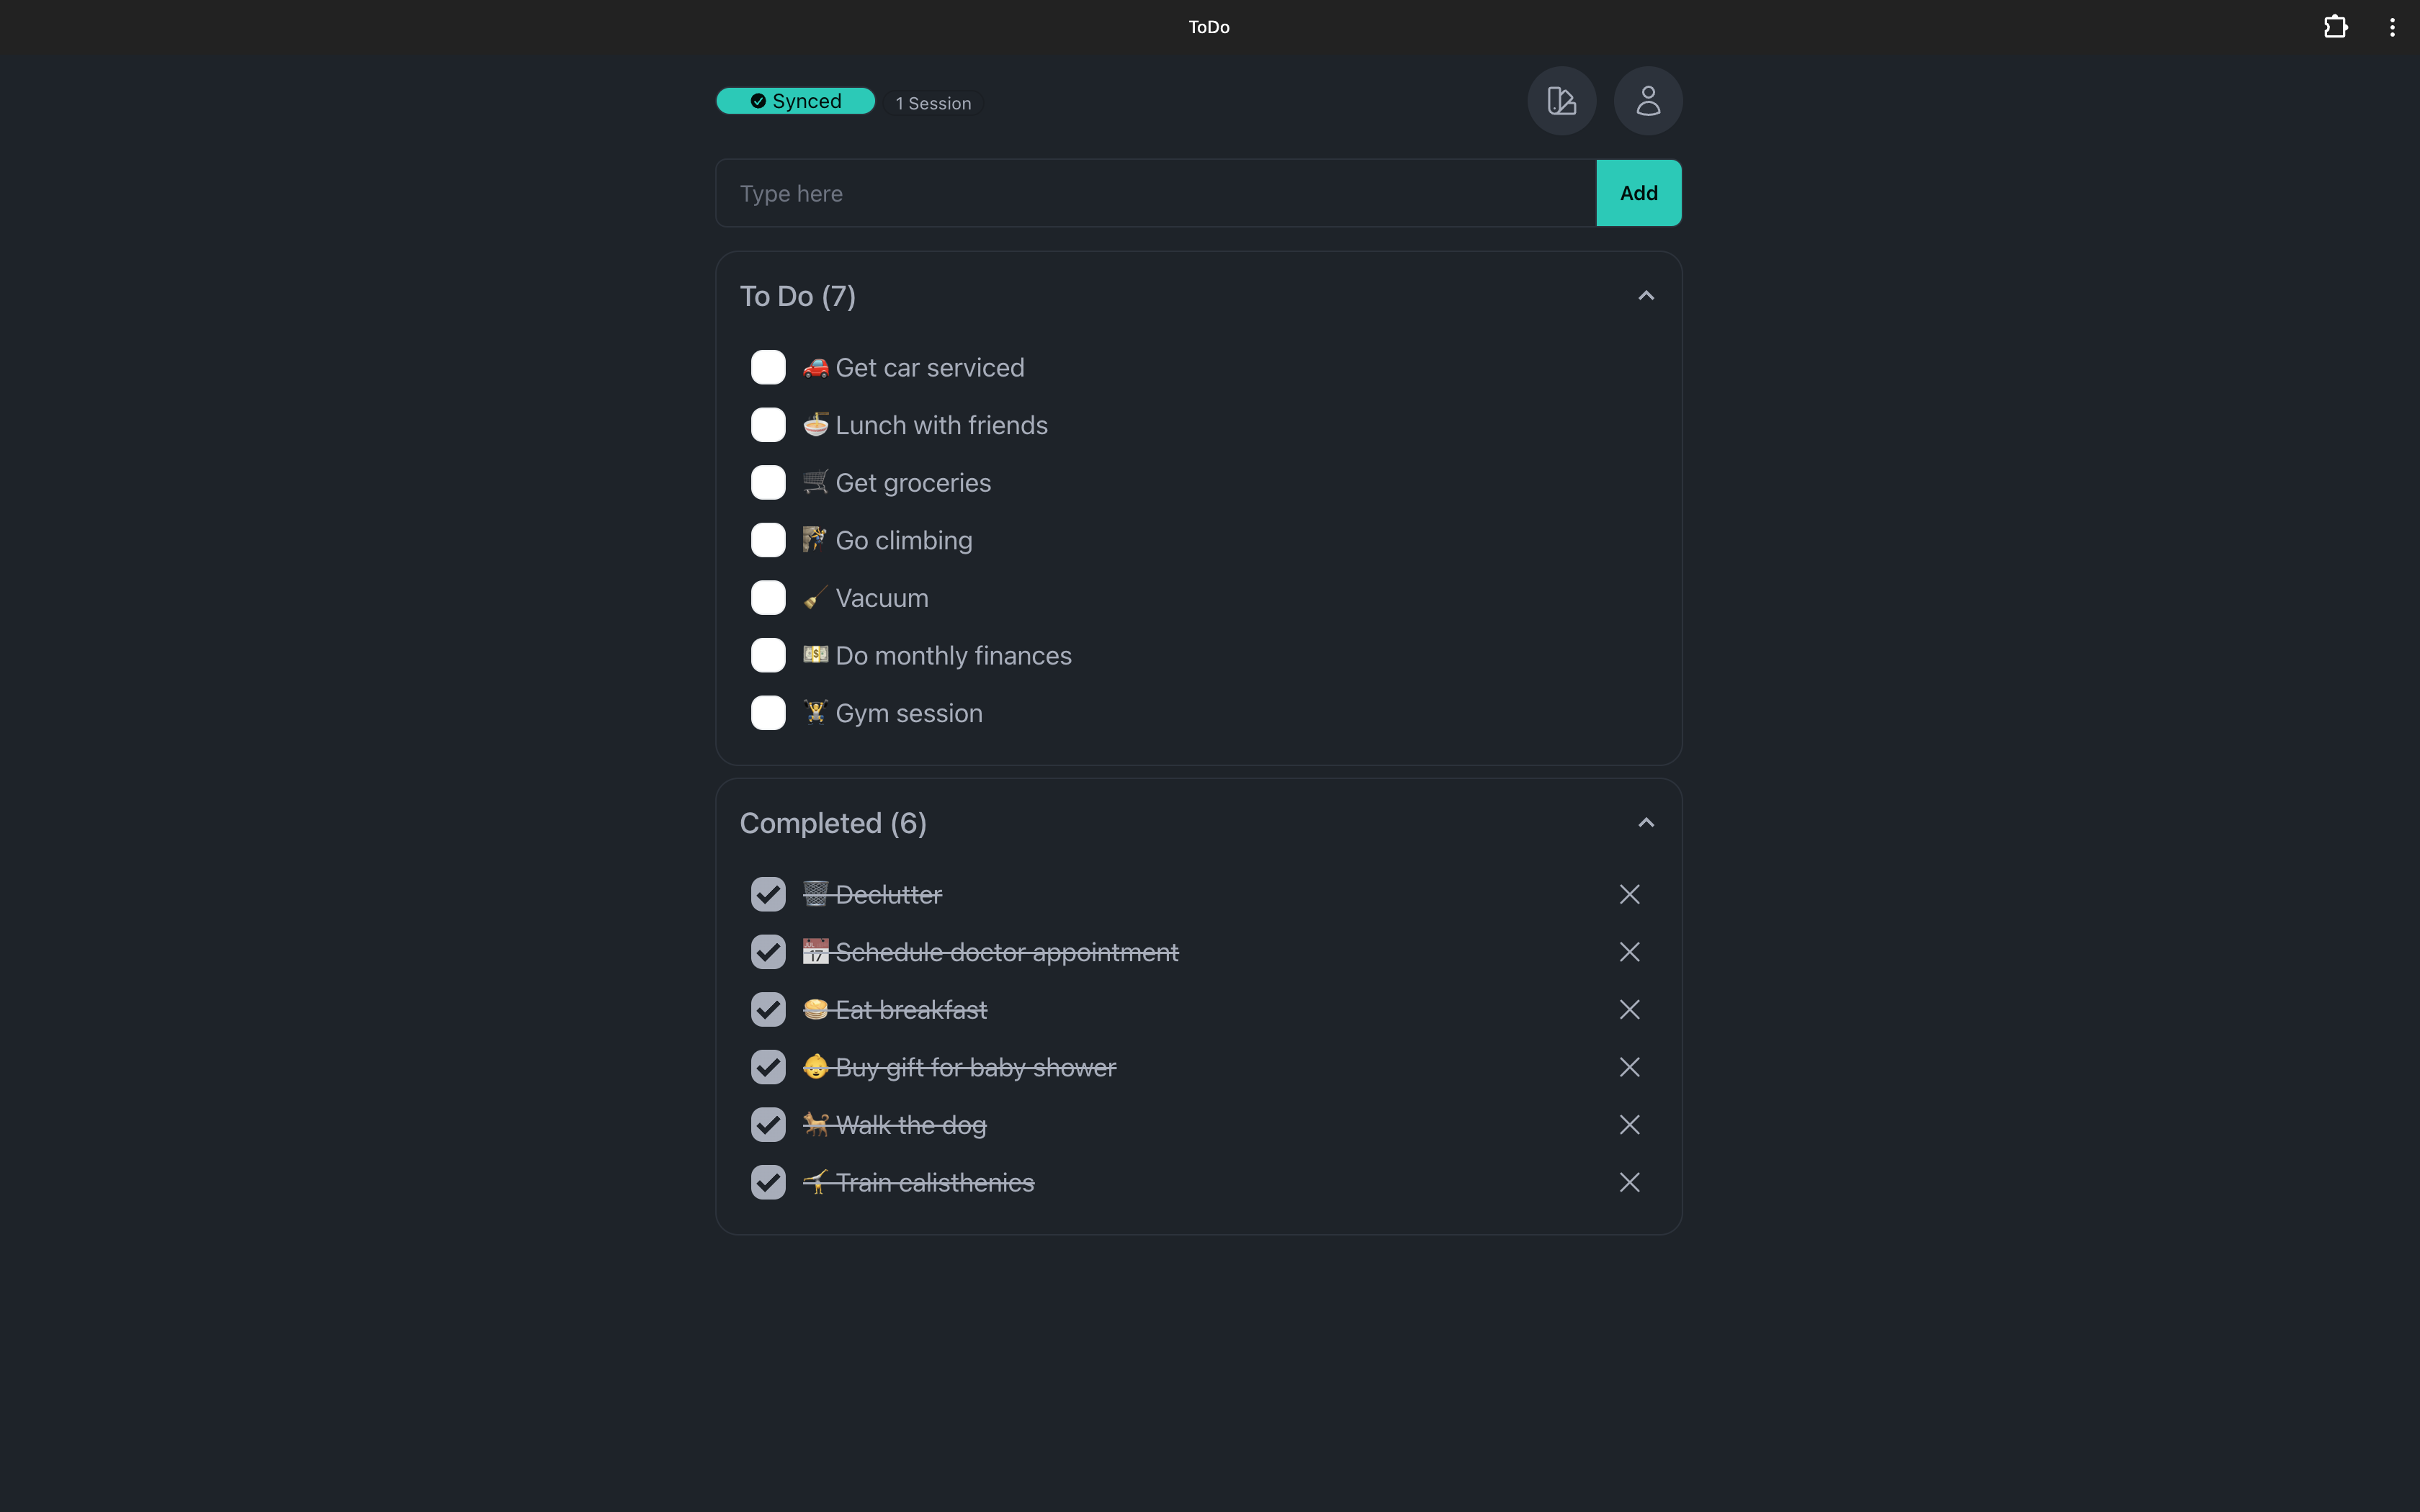 ToDo
Synced
1 Session
Type here
Add
To Do (7)
🚗 Get car serviced
🍜 Lunch with friends
🛒 Get groceries
🧗 Go climbing
🧹 Vacuum
💵 Do monthly finances
🏋️ Gym session
Completed (6)
🗑️ Declutter
📅 Schedule doctor appointment
🥞 Eat breakfast
👶 Buy gift for baby shower
🐕 Walk the dog
🤸 Train calisthenics